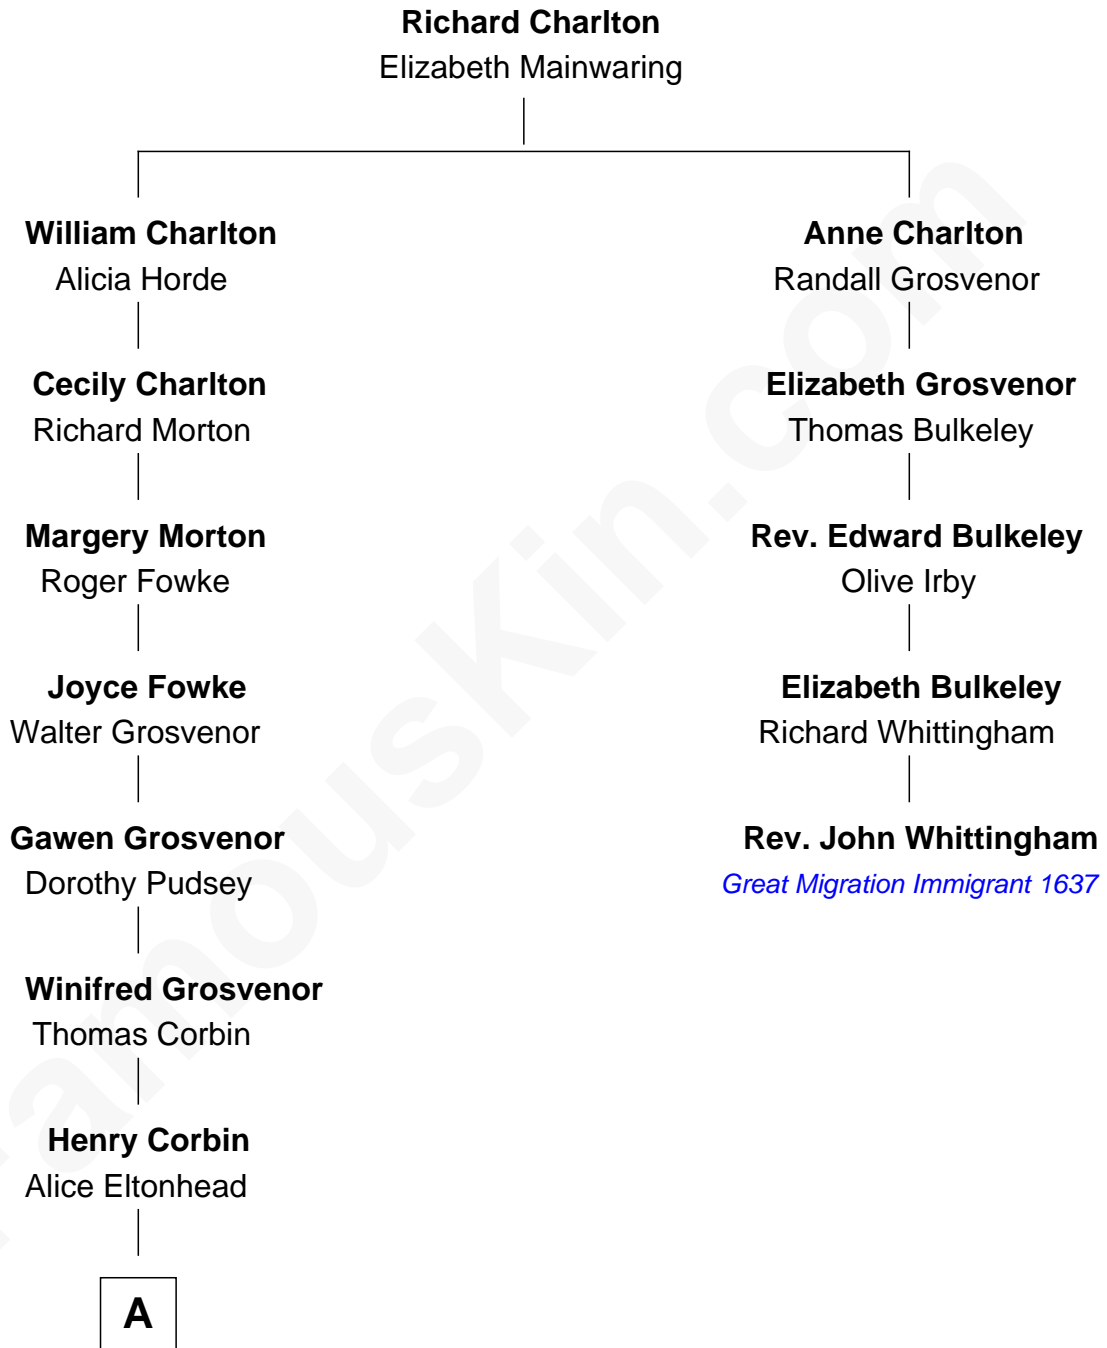 Richard Charlton
Elizabeth Mainwaring
William Charlton
Alicia Horde
Anne Charlton
Randall Grosvenor
Cecily Charlton
Richard Morton
Elizabeth Grosvenor
Thomas Bulkeley
Margery Morton
Roger Fowke
Rev. Edward Bulkeley
Olive Irby
Joyce Fowke
Walter Grosvenor
Elizabeth Bulkeley
Richard Whittingham
Gawen Grosvenor
Dorothy Pudsey
Rev. John Whittingham
Great Migration Immigrant 1637
Winifred Grosvenor
Thomas Corbin
Henry Corbin
Alice Eltonhead
A
FamousKin.com